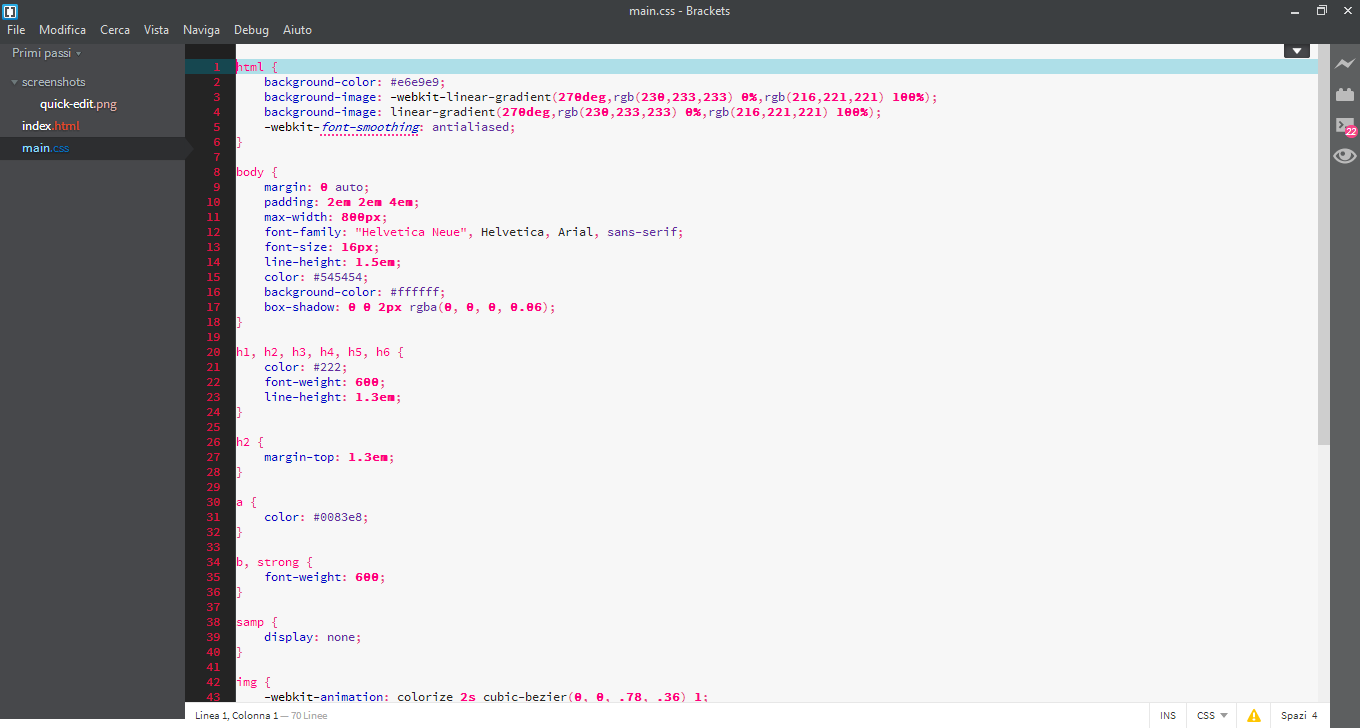 main.css - Brackets
File Modifica Cerca Vista Naviga Debug Aiuto
Primi passi
screenshots
quick-edit.png
index.html
main.css
1 html {
2     background-color: #e6e9e9;
3     background-image: -webkit-linear-gradient(270deg,rgb(230,233,233) 0%,rgb(216,221,221) 100%);
4     background-image: linear-gradient(270deg,rgb(230,233,233) 0%,rgb(216,221,221) 100%);
5     -webkit-font-smoothing: antialiased;
6 }
7
8 body {
9     margin: 0 auto;
10     padding: 2em 2em 4em;
11     max-width: 800px;
12     font-family: "Helvetica Neue", Helvetica, Arial, sans-serif;
13     font-size: 16px;
14     line-height: 1.5em;
15     color: #545454;
16     background-color: #ffffff;
17     box-shadow: 0 0 2px rgba(0, 0, 0, 0.06);
18 }
19
20 h1, h2, h3, h4, h5, h6 {
21     color: #222;
22     font-weight: 600;
23     line-height: 1.3em;
24 }
25
26 h2 {
27     margin-top: 1.3em;
28 }
29
30 a {
31     color: #0083e8;
32 }
33
34 b, strong {
35     font-weight: 600;
36 }
37
38 samp {
39     display: none;
40 }
41
42 img {
43     -webkit-animation: colorize 2s cubic-bezier(0, 0, .78, .36) 1;
22
Linea 1, Colonna 1 — 70 Linee
INS CSS Spazi 4